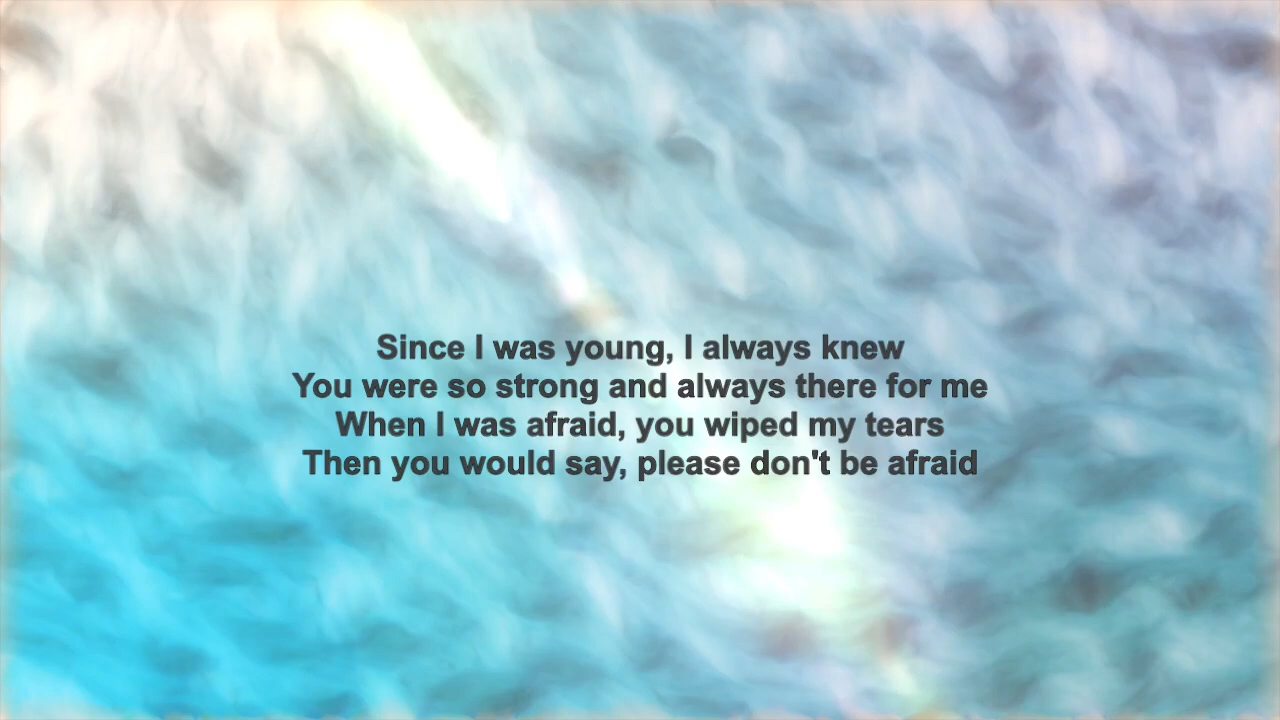 Since I was young, I always knew
You were so strong and always there for me
When I was afraid, you wiped my tears
Then you would say, please don't be afraid